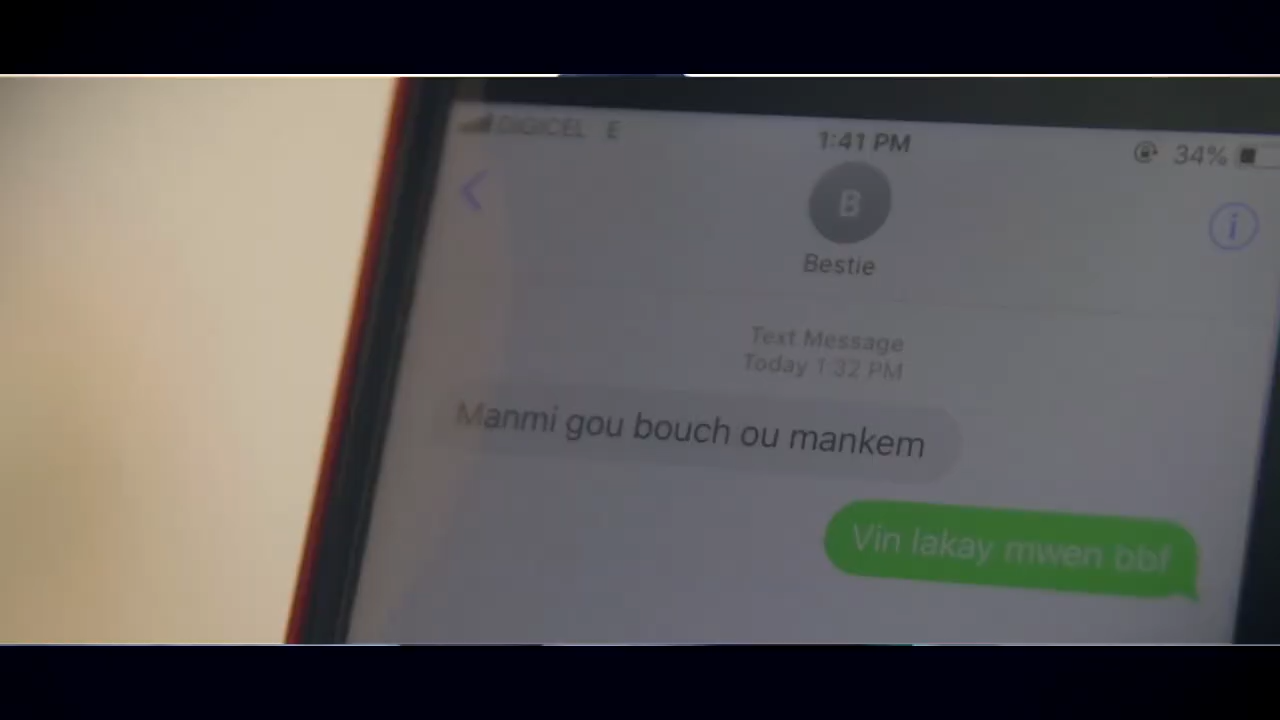 DIGICEL E
1:41 PM
34%
B
Bestie
Text Message
Today 1:32 PM
Manmi gou bouch ou mankem
Vin lakay mwen bbf